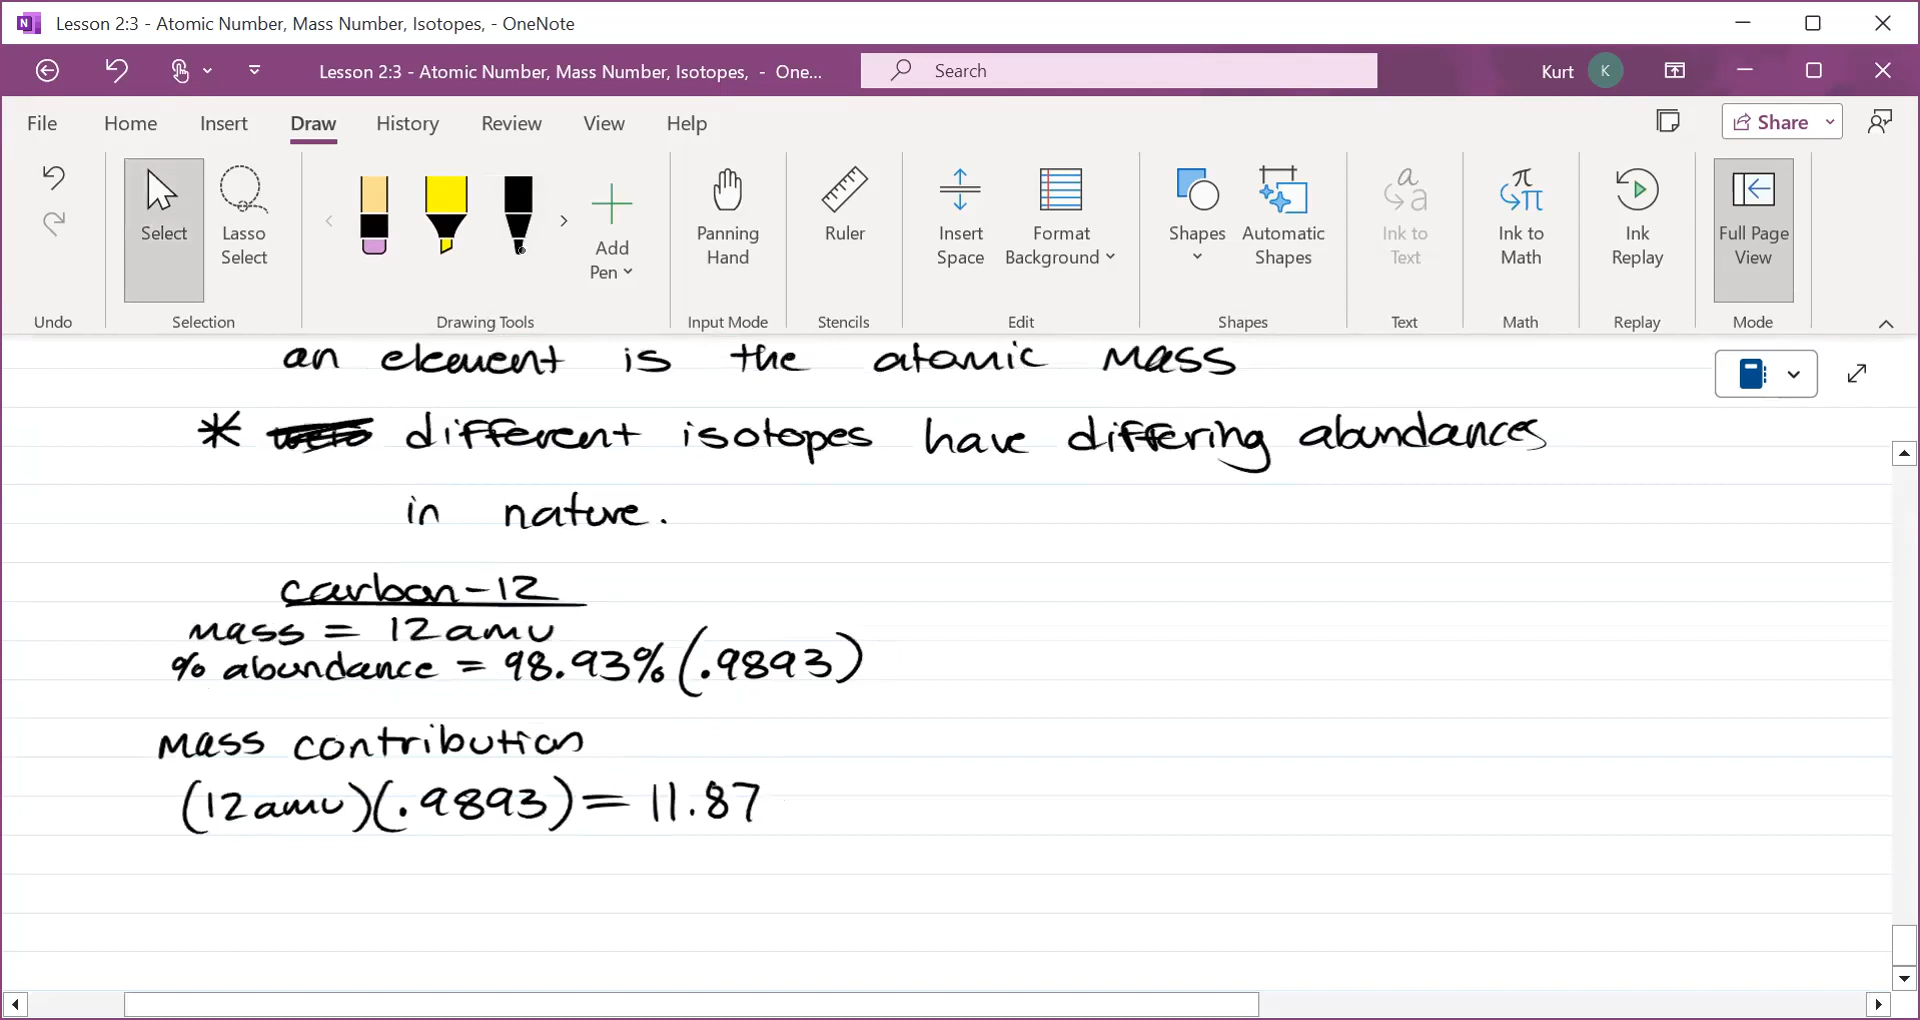 Lesson 2:3 - Atomic Number, Mass Number, Isotopes, - OneNote
Lesson 2:3 - Atomic Number, Mass Number, Isotopes, - One...
Search
Kurt K
File Home Insert Draw History Review View Help
Share
Select
Lasso Select
Add Pen
Panning Hand
Ruler
Insert Space
Format Background
Shapes
Automatic Shapes
Ink to Text
Ink to Math
Ink Replay
Full Page View
Undo Selection Drawing Tools Input Mode Stencils Edit Shapes Text Math Replay Mode
an element is the atomic mass
* different isotopes have differing abundances
in nature.
carbon-12
mass = 12amu
% abundance = 98.93% (.9893)
Mass contribution
(12amu)(.9893) = 11.87